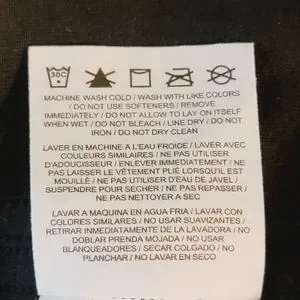 30C
MACHINE WASH COLD / WASH WITH LIKE COLORS
/ DO NOT USE SOFTENERS / REMOVE
IMMEDIATELY / DO NOT ALLOW TO LAY ON ITSELF
WHEN WET / DO NOT BLEACH / LINE DRY / DO NOT
IRON / DO NOT DRY CLEAN
LAVER EN MACHINE A L'EAU FROIDE / LAVER AVEC
COULEURS SIMILAIRES / NE PAS UTILISER
D'ADOUCISEUR / ENLEVER IMMEDIATEMENT / NE
PAS LAISSER LE VÊTEMENT PLIÉ LORSQU'IL EST
MOUILLÉ / NE PAS UTILISER D'EAU DE JAVEL /
SUSPENDRE POUR SÉCHER / NE PAS REPASSER /
NE PAS NETTOYER A SEC
LAVAR A MAQUINA EN AGUA FRIA / LAVAR CON
COLORES SIMILARES / NO USAR SUAVIZANTES /
RETIRAR INMEDIATAMENTE DE LA LAVADORA / NO
DOBLAR PRENDA MOJADA / NO USAR
BLANQUEADORES / SECAR COLGADO / NO
PLANCHAR / NO LAVAR EN SECO